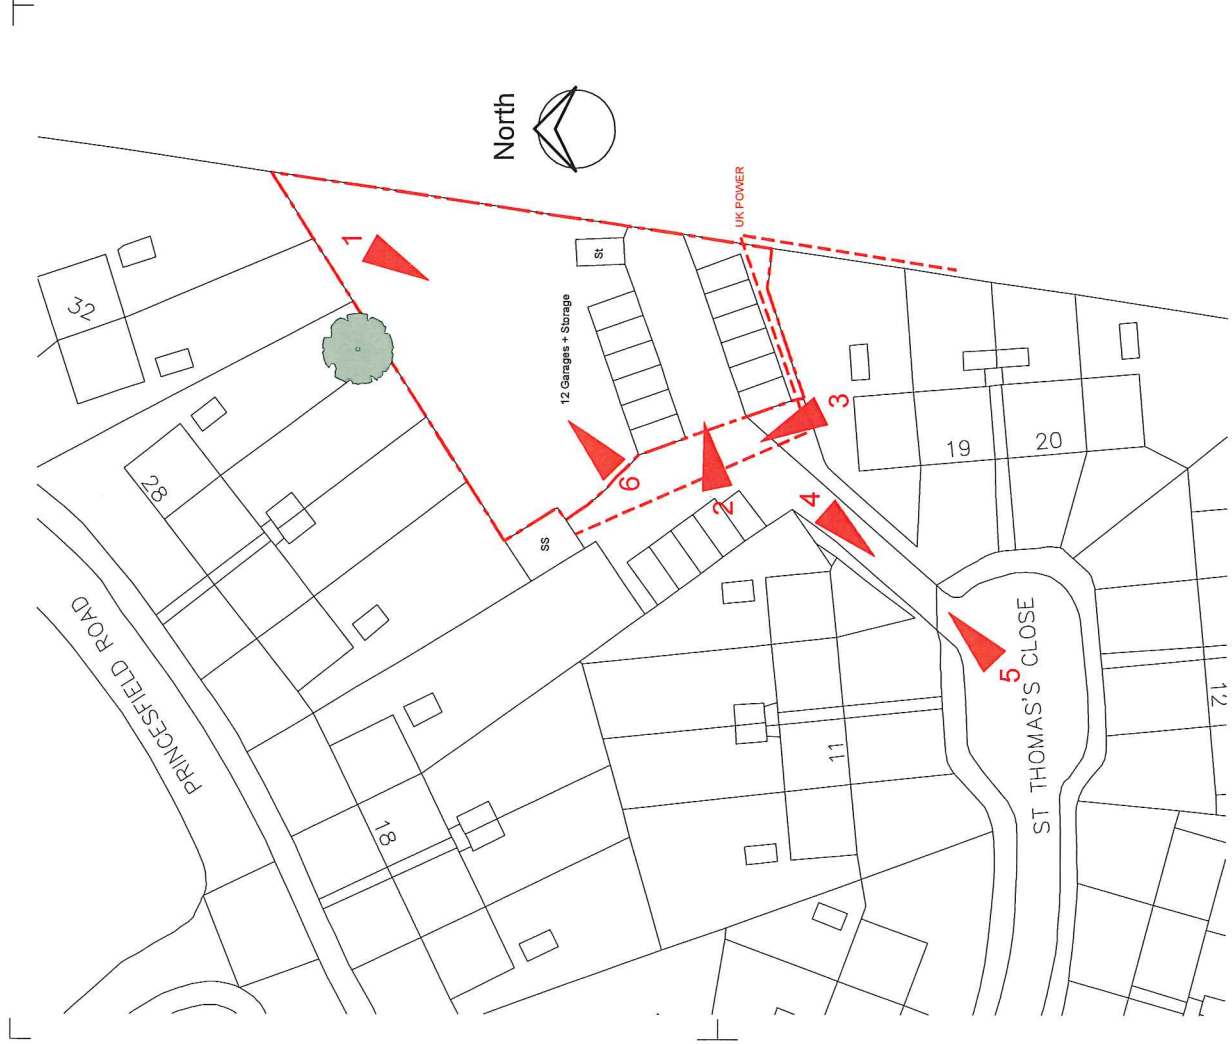 North
1
UK POWER
32
St
12 Garages + Storage
3
28
6
19
20
2
4
ss
PRINCESFIELD ROAD
5
ST THOMAS'S CLOSE
12
11
18